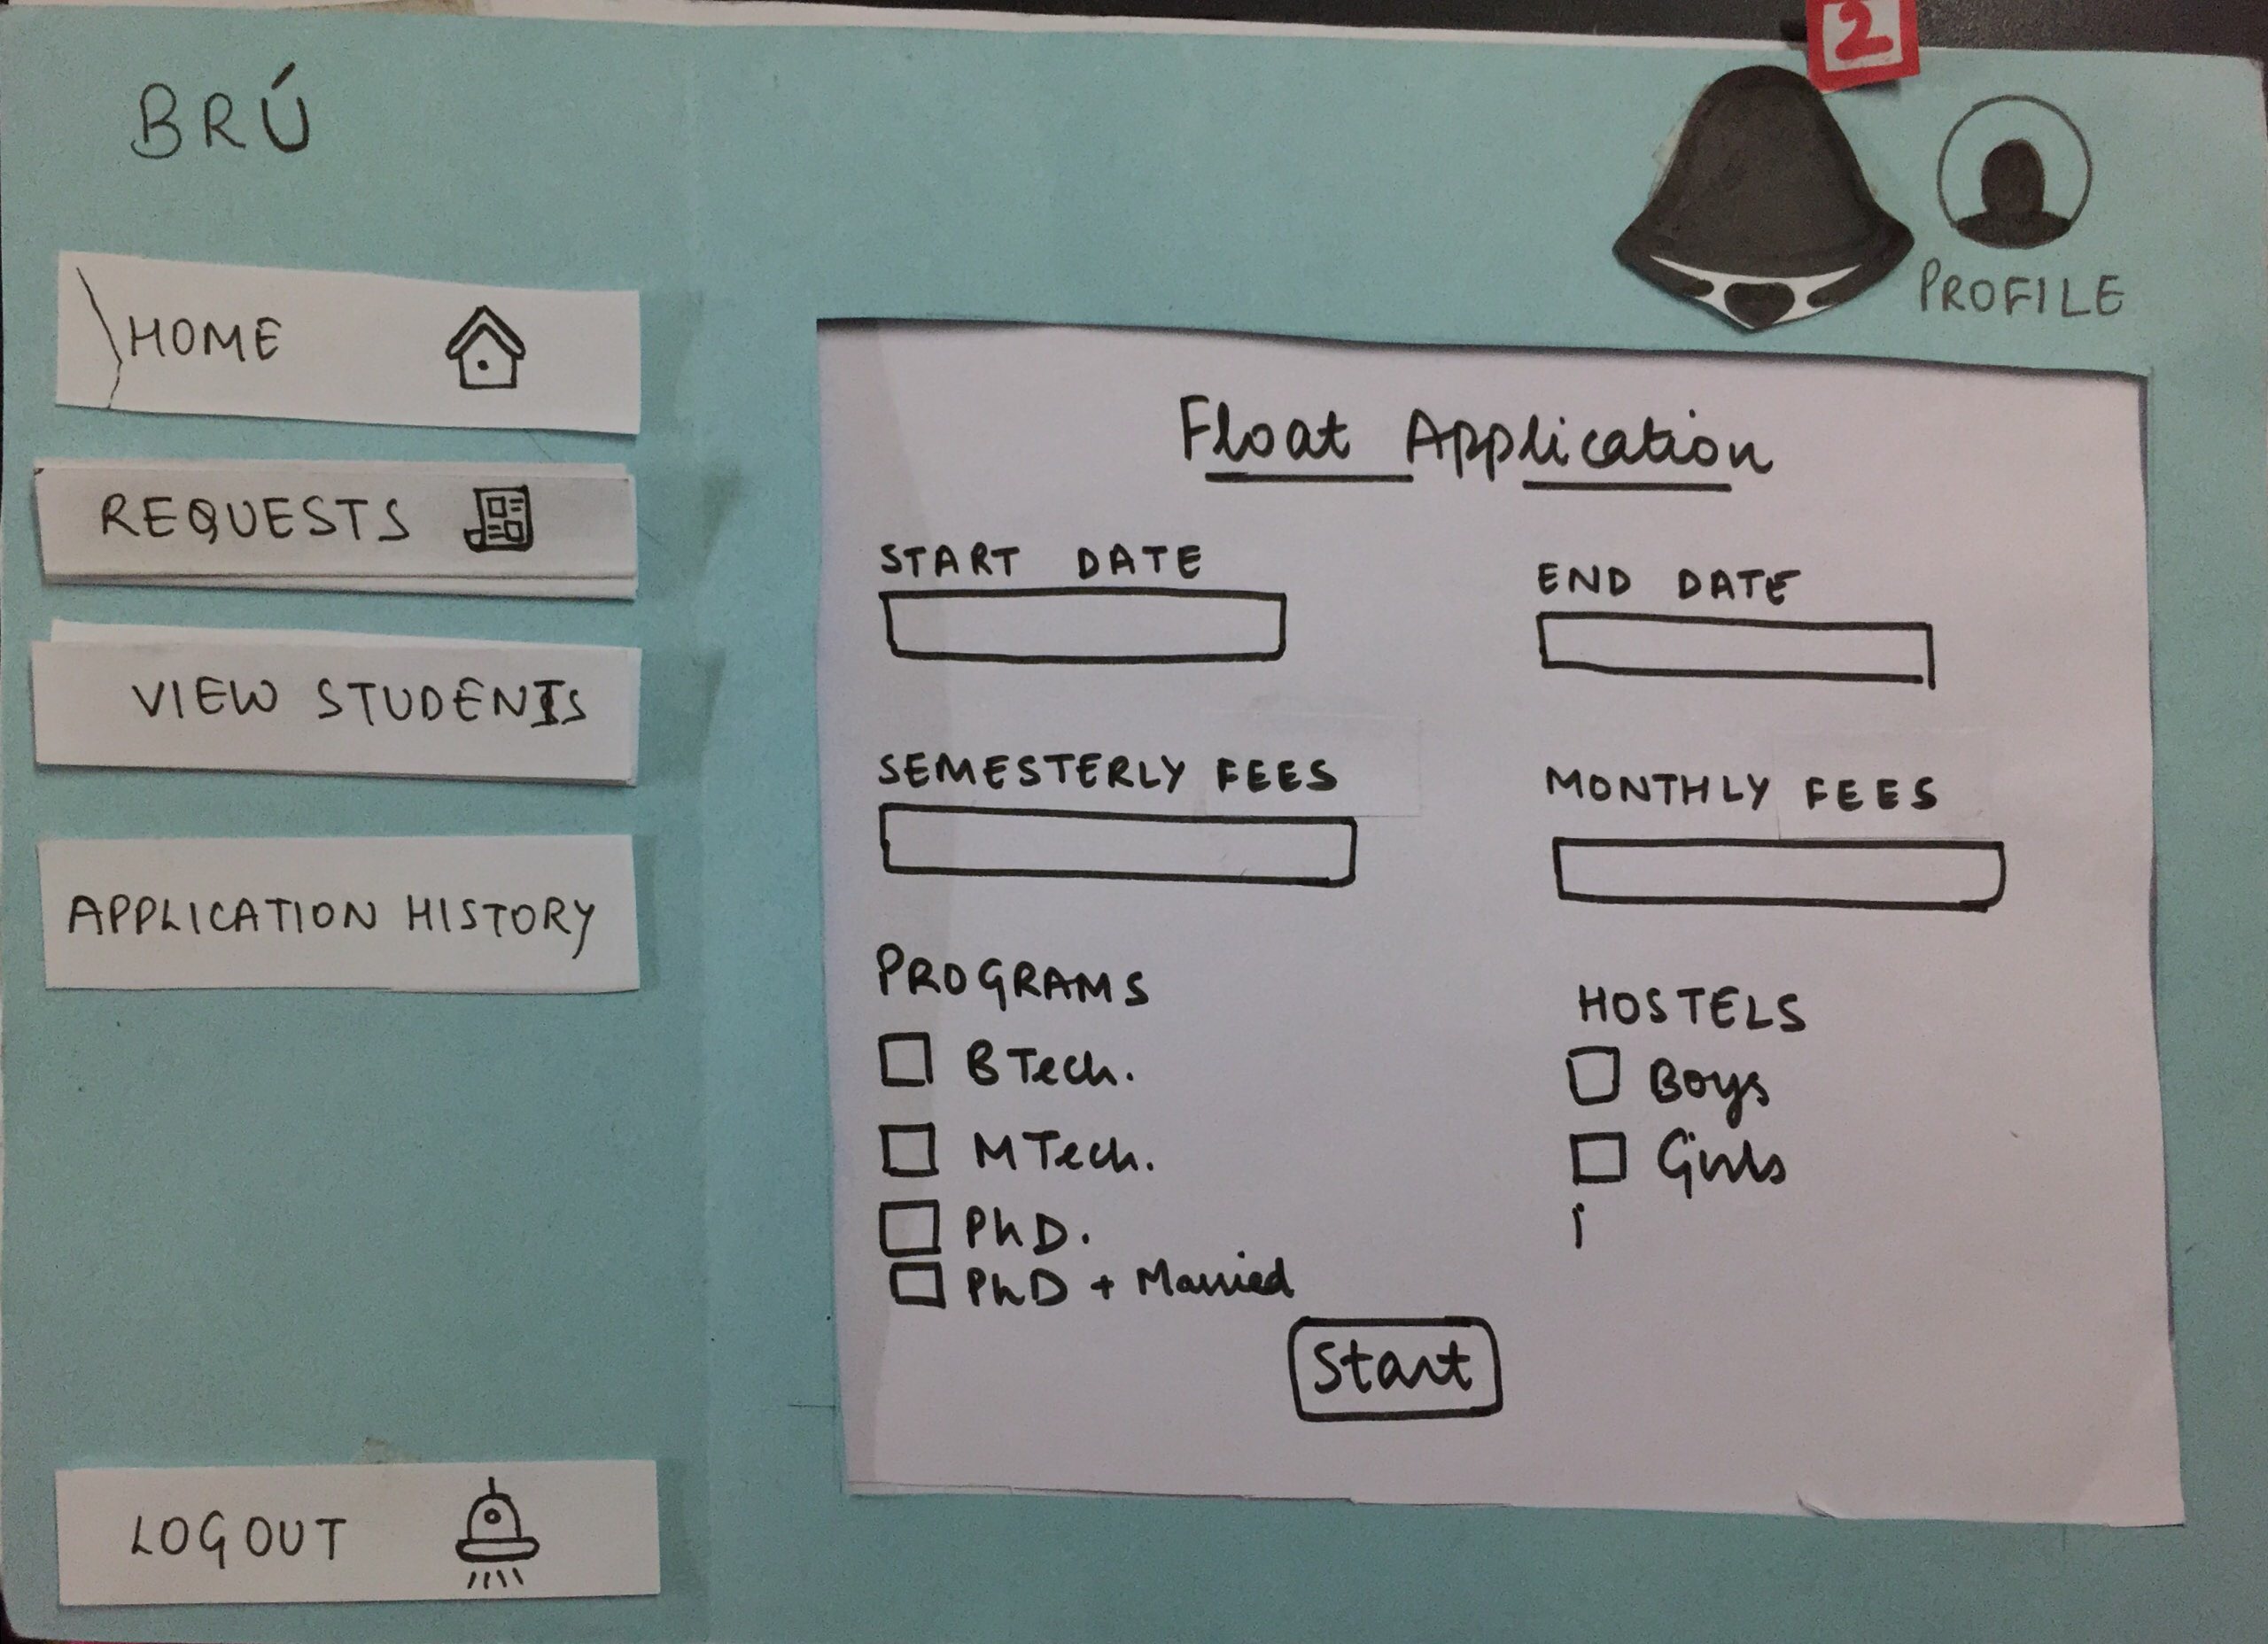 BRÚ
2
PROFILE
HOME
REQUESTS
VIEW STUDENTS
APPLICATION HISTORY
LOGOUT
Float Application
START DATE
END DATE
SEMESTERLY FEES
MONTHLY FEES
PROGRAMS
BTech.
MTech.
PhD.
PhD + Married
HOSTELS
Boys
Girls
Start